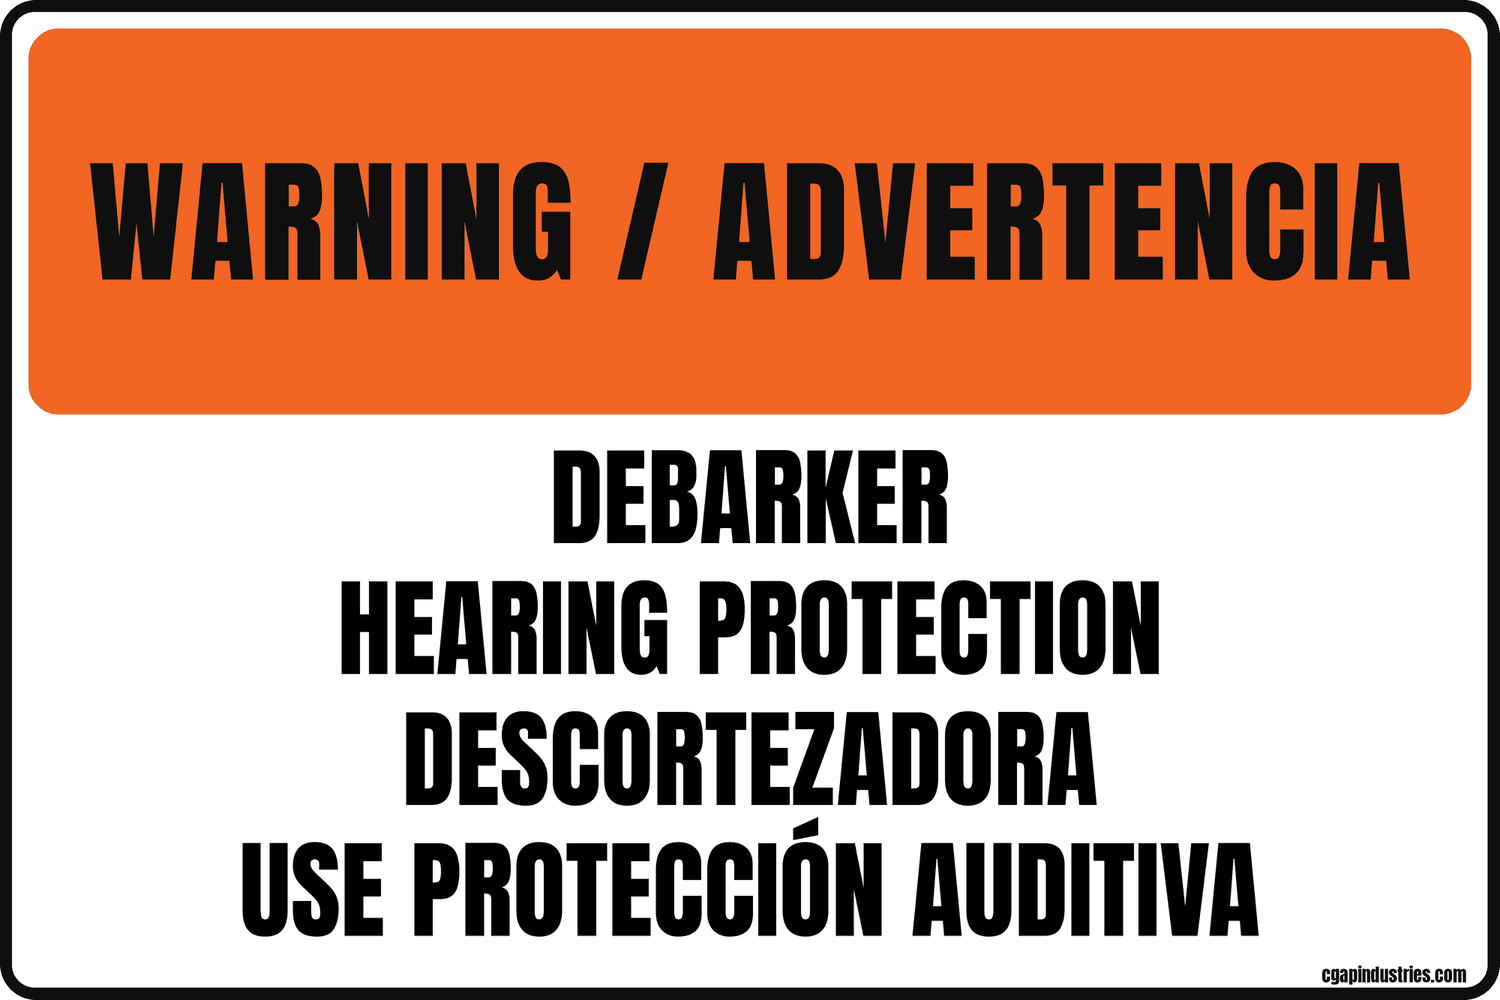 WARNING / ADVERTENCIA
DEBARKER
HEARING PROTECTION
DESCORTEZADORA
USE PROTECCIÓN AUDITIVA
cgapindustries.com